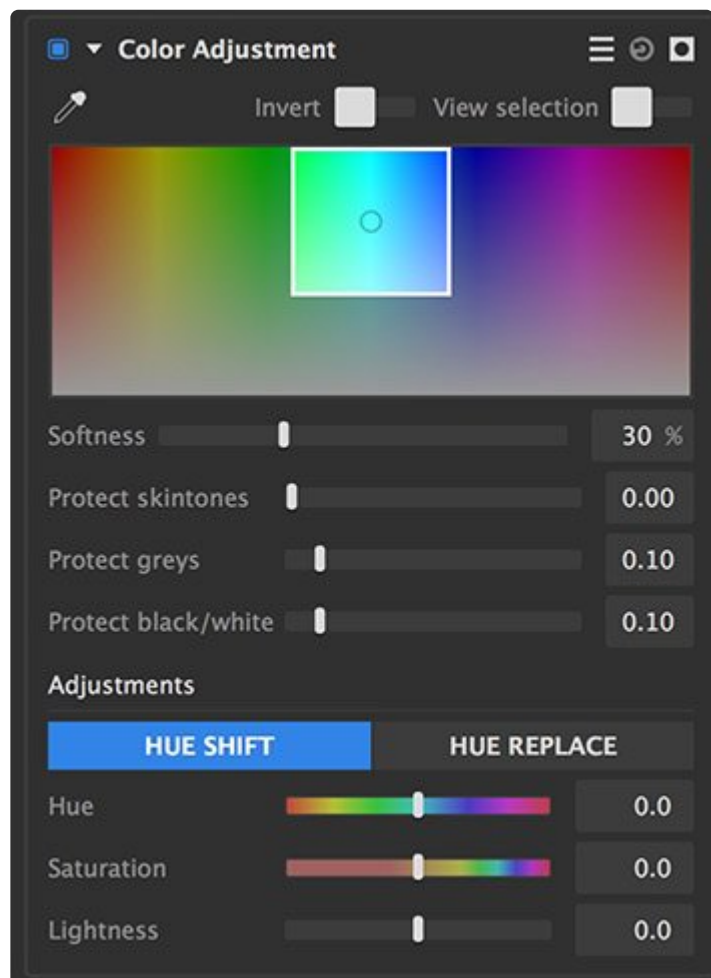 Color Adjustment
Invert View selection
Softness 30 %
Protect skintones 0.00
Protect greys 0.10
Protect black/white 0.10
Adjustments
HUE SHIFT HUE REPLACE
Hue 0.0
Saturation 0.0
Lightness 0.0